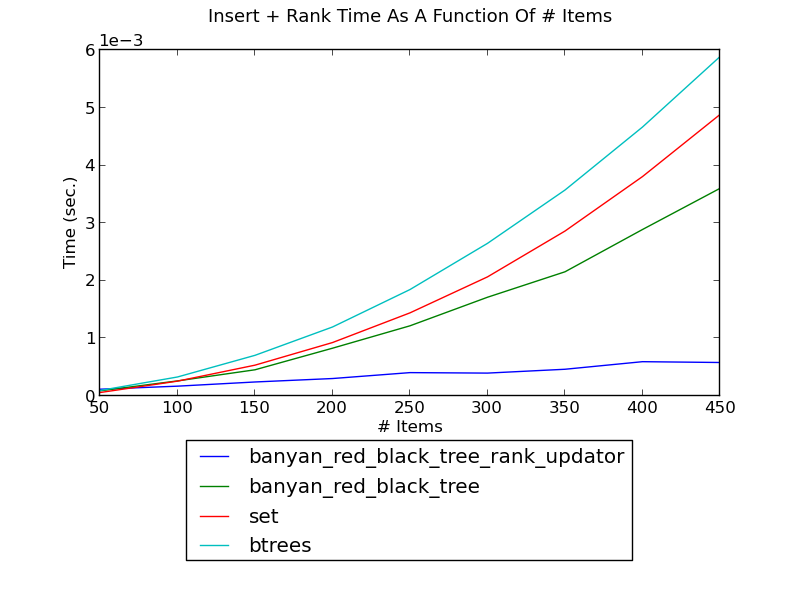 Insert + Rank Time As A Function Of # Items
1e−3
6
5
4
3
2
1
0
Time (sec.)
50 100 150 200 250 300 350 400 450
# Items
banyan_red_black_tree_rank_updator
banyan_red_black_tree
set
btrees